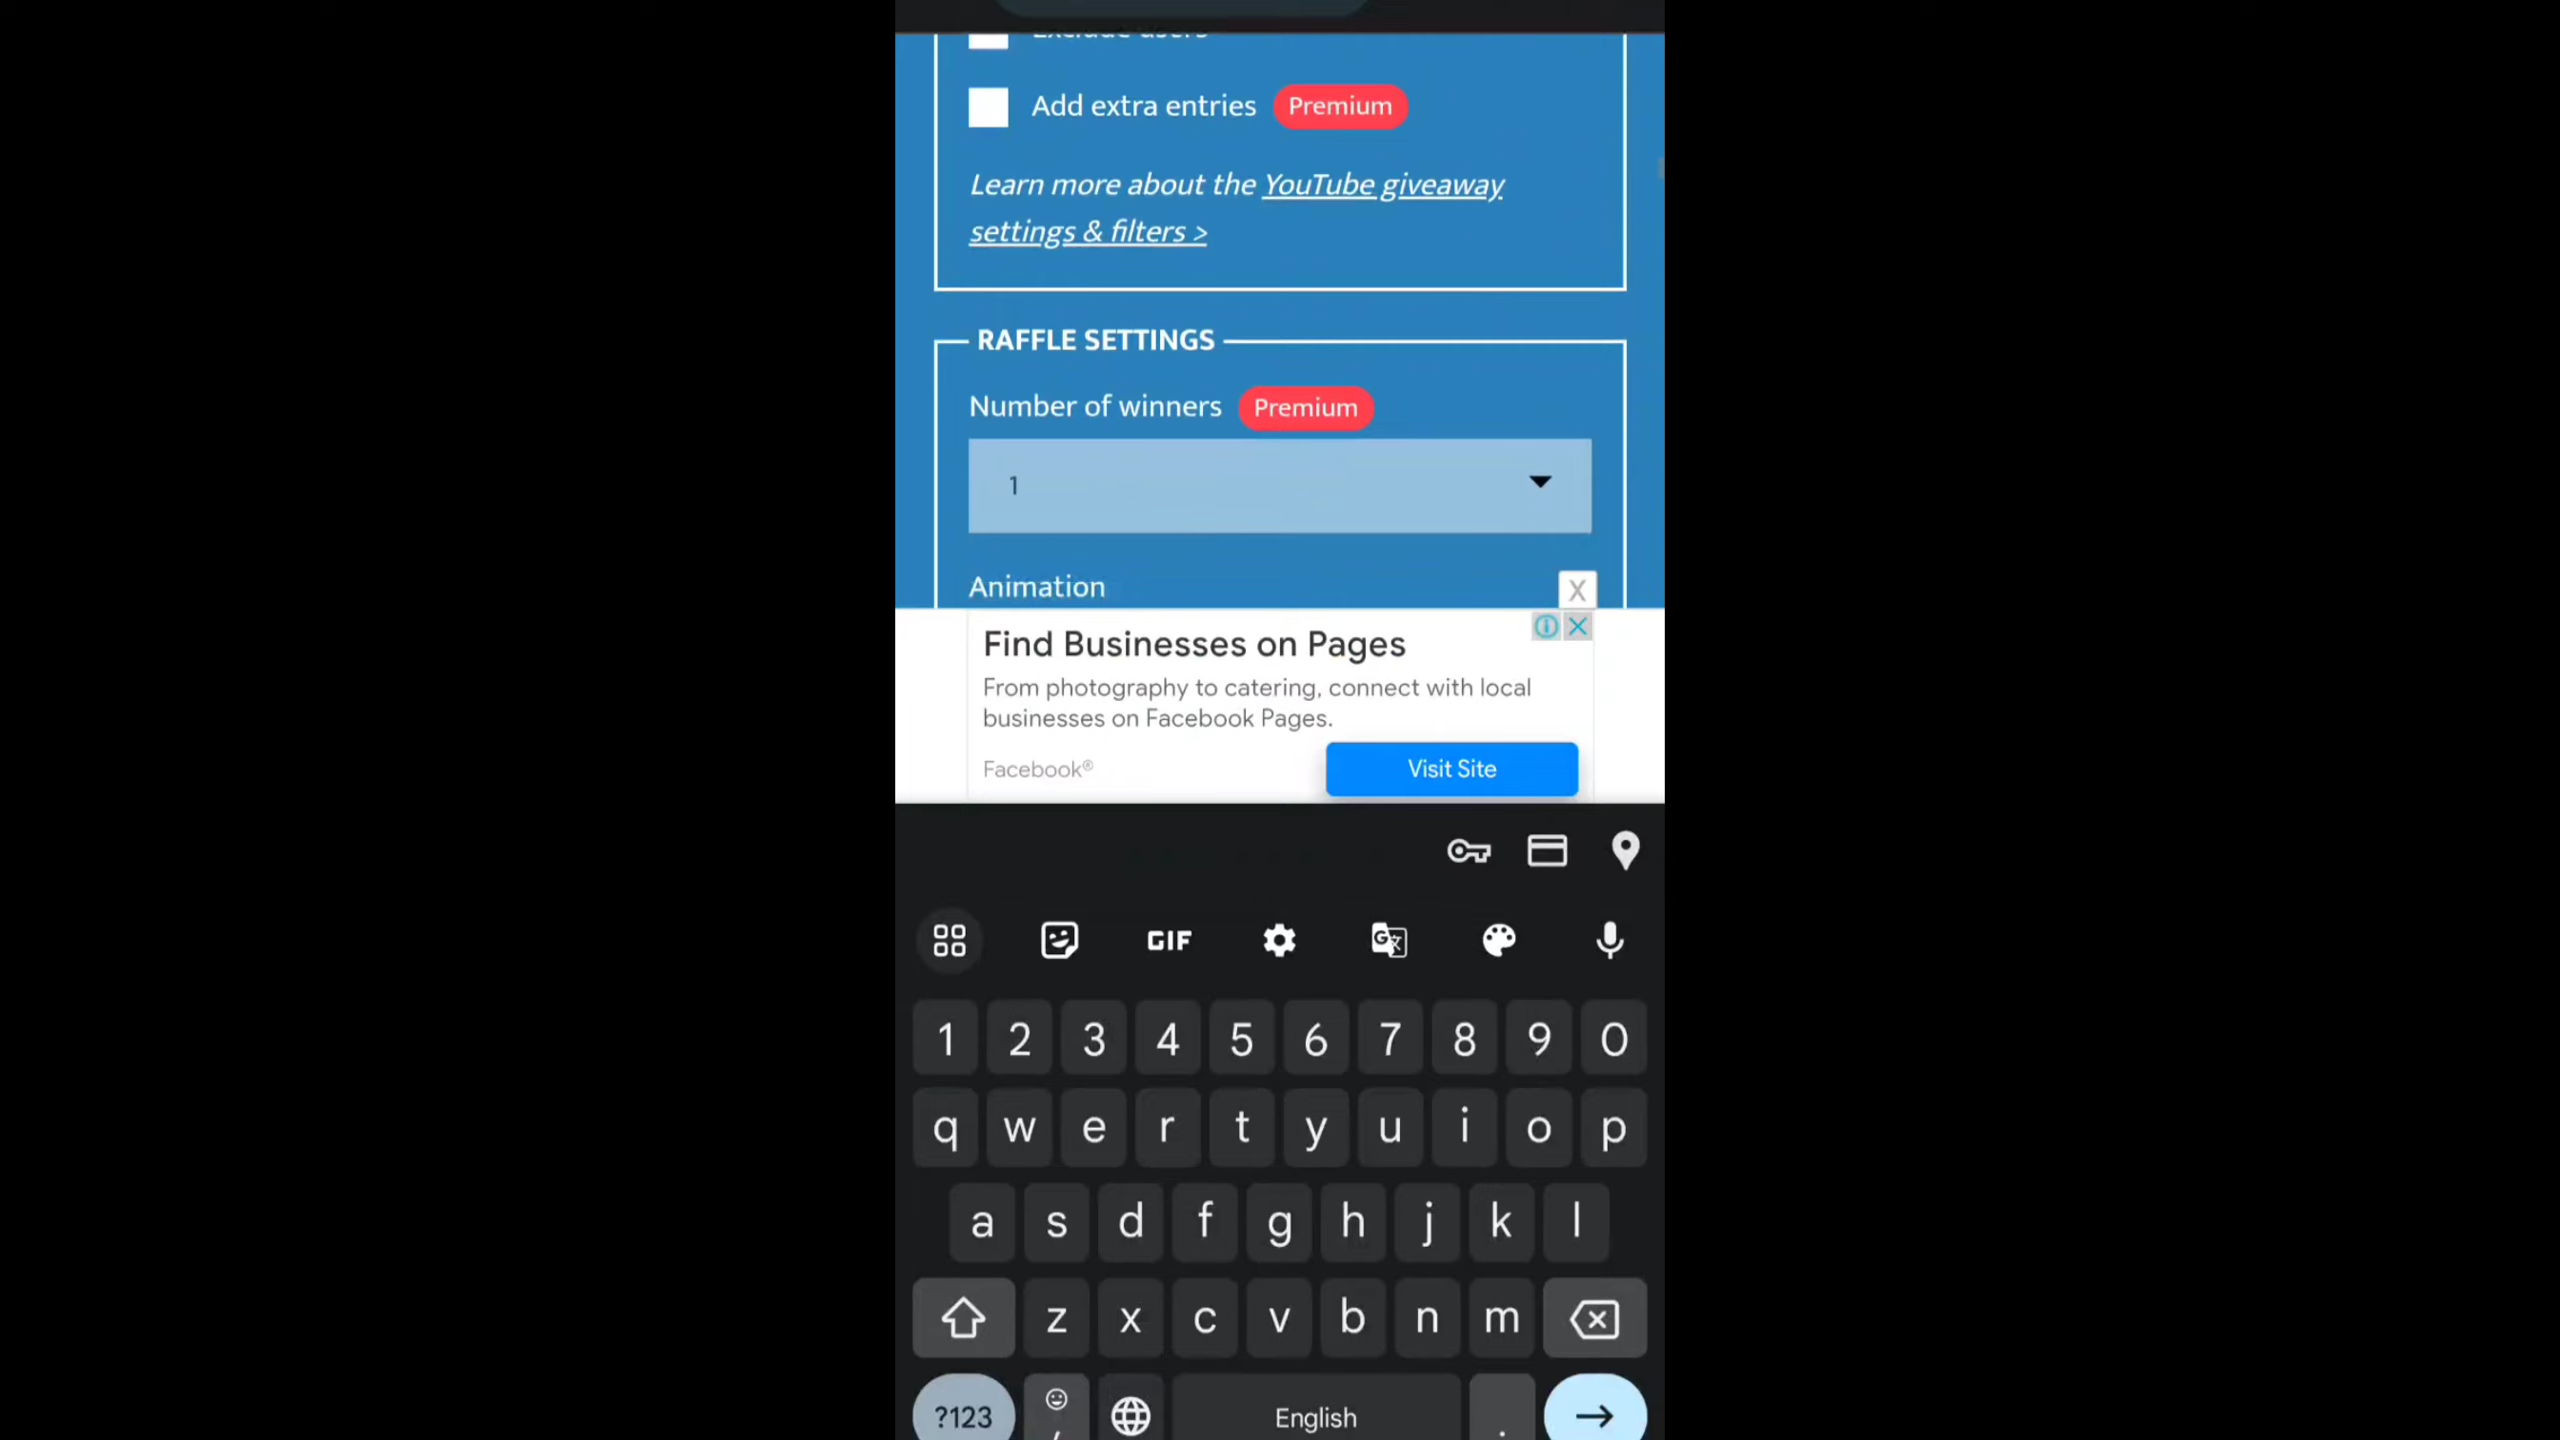 Exclude users
Add extra entries Premium
Learn more about the YouTube giveaway
settings & filters >
RAFFLE SETTINGS
Number of winners Premium
1
Animation
X
Find Businesses on Pages
From photography to catering, connect with local
businesses on Facebook Pages.
Facebook® Visit Site
GIF
1 2 3 4 5 6 7 8 9 0
q w e r t y u i o p
a s d f g h j k l
z x c v b n m
?123 , English .